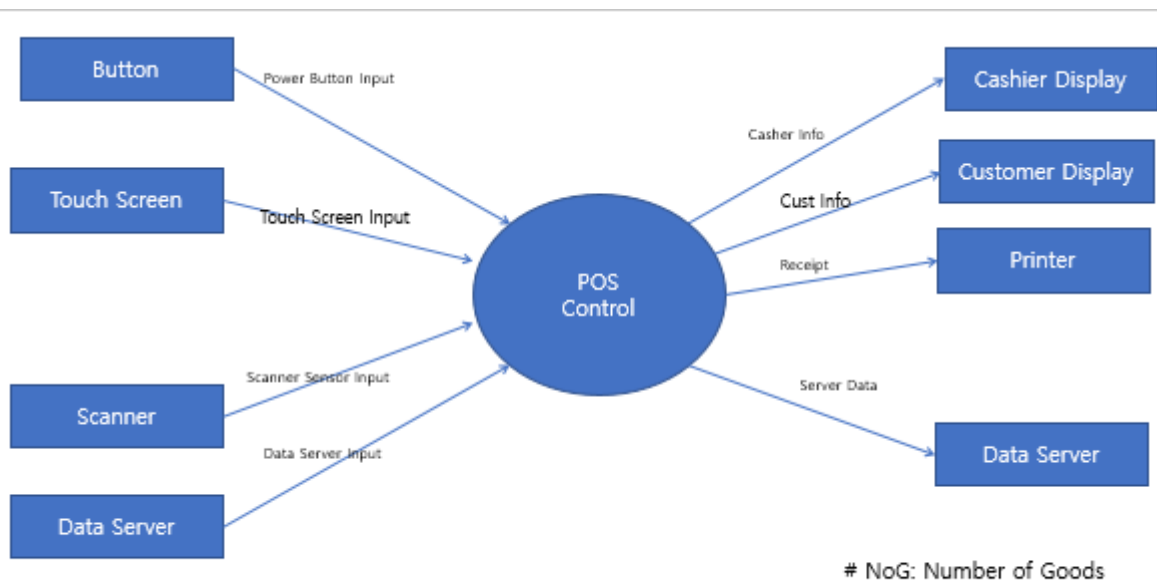 Button
Power Button Input
Cashier Display
Casher Info
Touch Screen
Touch Screen Input
Customer Display
Cust Info
Receipt
Printer
POS
Control
Scanner Sensor Input
Scanner
Server Data
Data Server Input
Data Server
Data Server
# NoG: Number of Goods